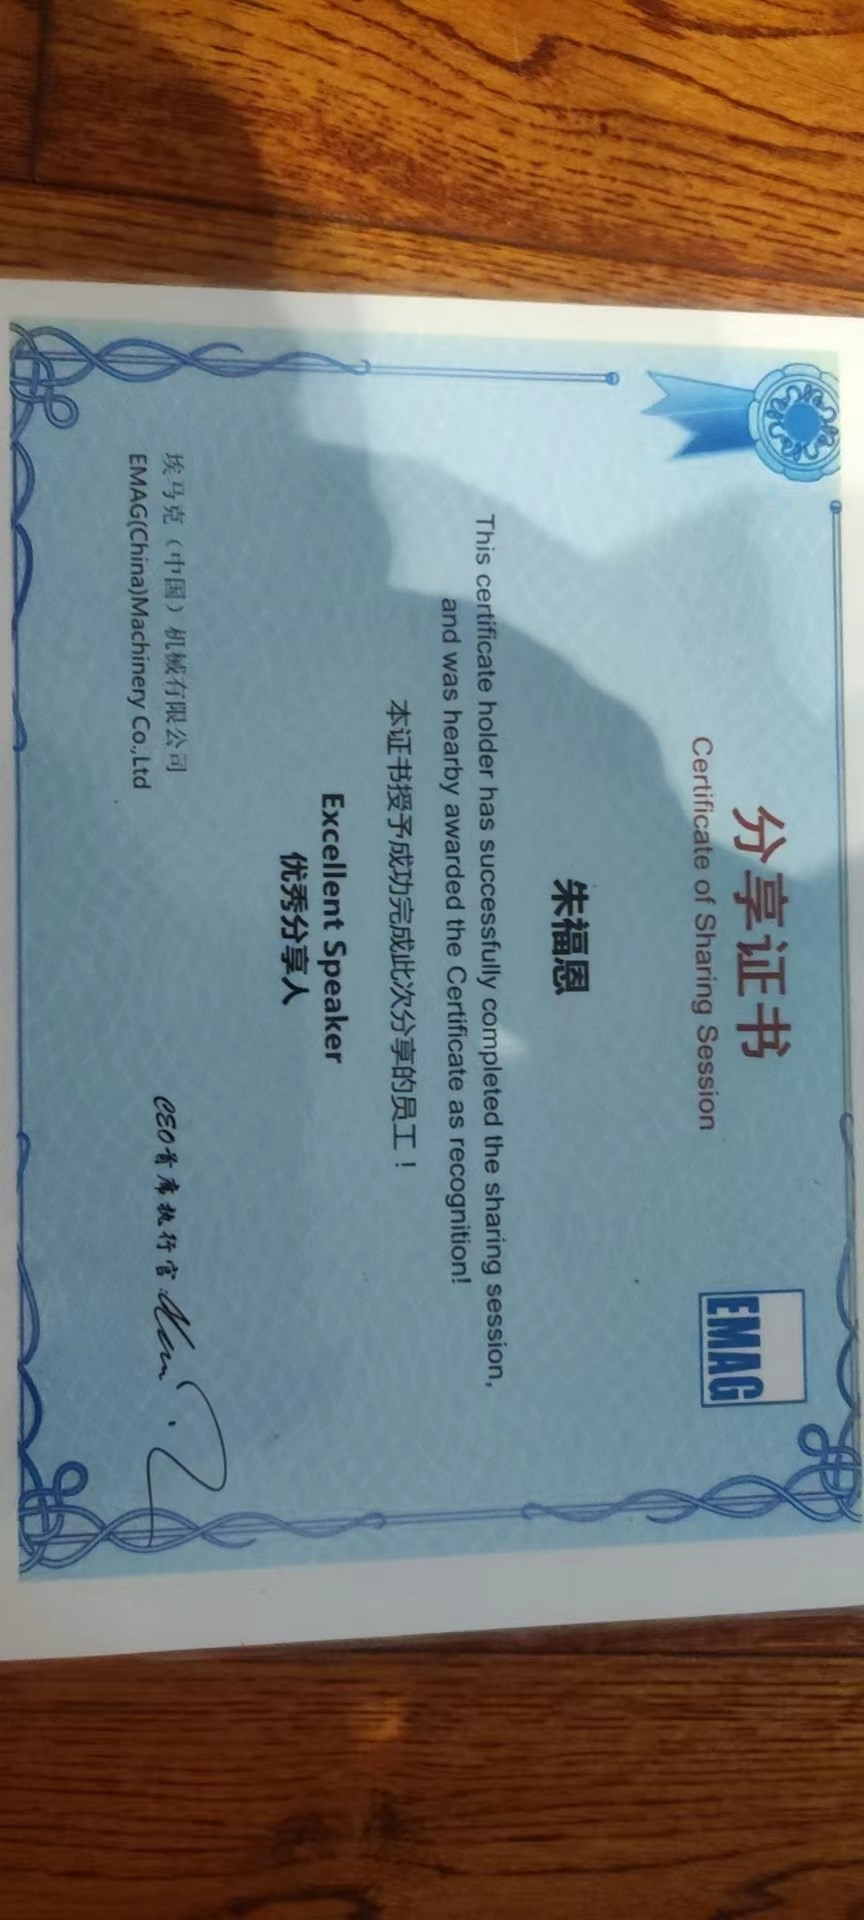 分享证书
Certificate of Sharing Session
EMAG
朱福恩
This certificate holder has successfully completed the sharing session,
and was hearby awarded the Certificate as recognition!
本证书授予成功完成此次分享的员工！
Excellent Speaker
优秀分享人
埃马克（中国）机械有限公司
EMAG(China)Machinery Co.,Ltd
CEO首席执行官: